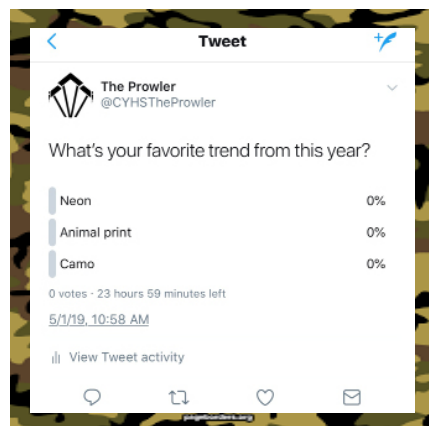 Tweet
The Prowler
@CYHSTheProwler
What's your favorite trend from this year?
Neon 0%
Animal print 0%
Camo 0%
0 votes · 23 hours 59 minutes left
5/1/19, 10:58 AM
View Tweet activity